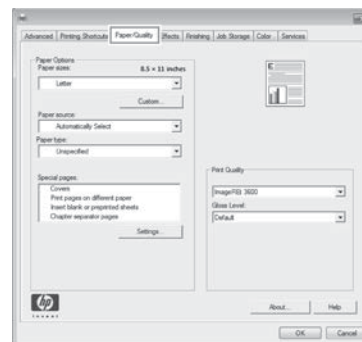 Advanced Printing Shortcuts Paper/Quality Effects Finishing Job Storage Color Services
Paper Options
Paper sizes: 8.5 × 11 inches
Letter
Custom...
Paper source:
Automatically Select
Paper type:
Unspecified
Special pages:
Covers
Print pages on different paper
Insert blank or preprinted sheets
Chapter separator pages
Settings...
Print Quality
ImageREt 3600
Gloss Level:
Default
hp
invent
About... Help
OK Cancel